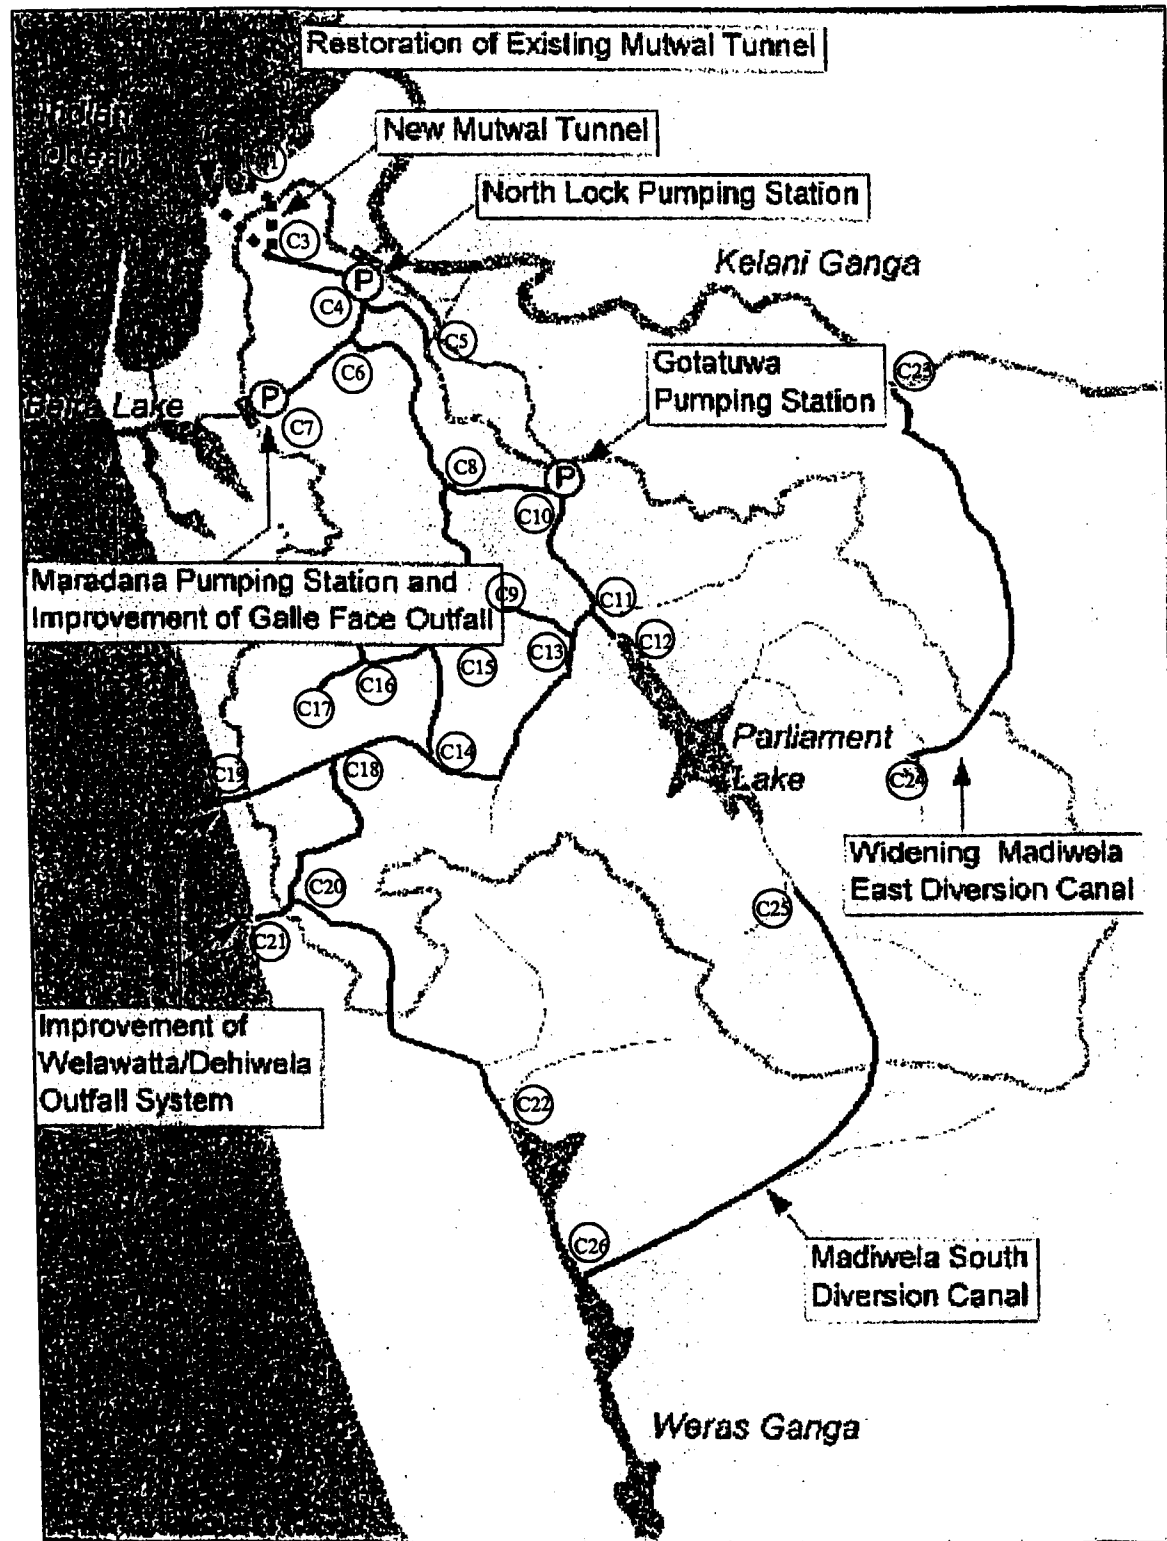 Restoration of Existing Mutwal Tunnel
Indian
Ocean
New Mutwal Tunnel
North Lock Pumping Station
C3
Kelani Ganga
P
C4
C5
Gotatuwa
Pumping Station
C23
C6
Beira Lake
P
C7
C8
P
C10
Maradana Pumping Station and
Improvement of Galle Face Outfall
C9
C11
C12
C13
C15
C16
C17
Parliament
Lake
C14
C18
C19
C24
Widening Madiwela
East Diversion Canal
C20
C25
C21
Improvement of
Welawatta/Dehiwela
Outfall System
C22
C26
Madiwela South
Diversion Canal
Weras Ganga